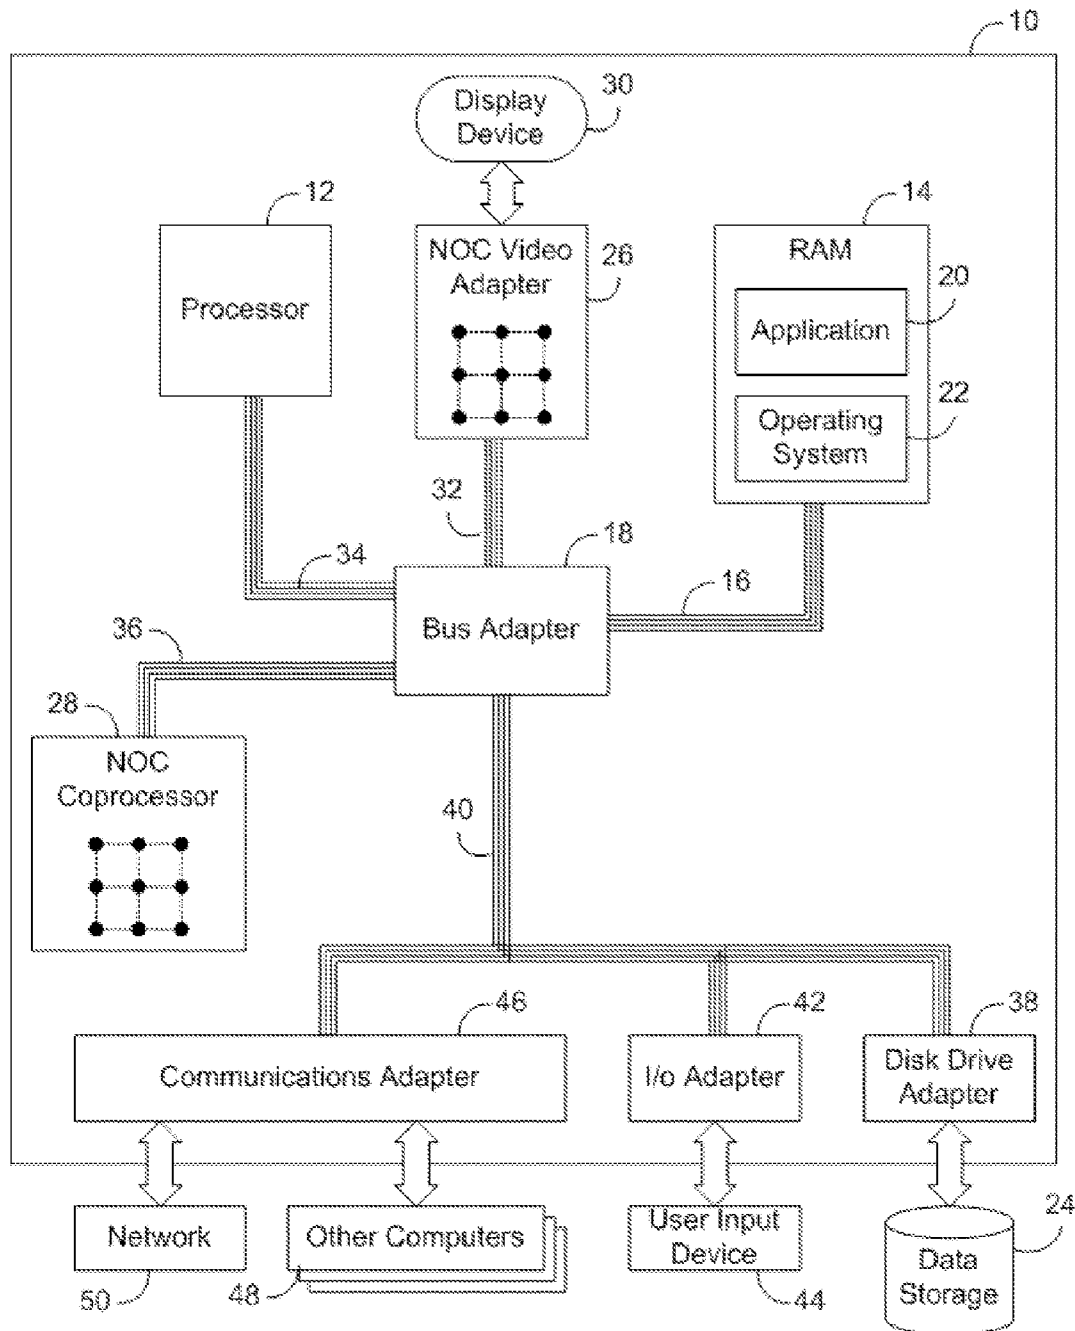 10
Display
Device
30
12
Processor
NOC Video
Adapter
26
14
RAM
20
Application
22
Operating
System
32
34
18
Bus Adapter
16
36
28
NOC
Coprocessor
40
46
Communications Adapter
42
I/o Adapter
38
Disk Drive
Adapter
Network
50
Other Computers
48
User Input
Device
44
24
Data
Storage